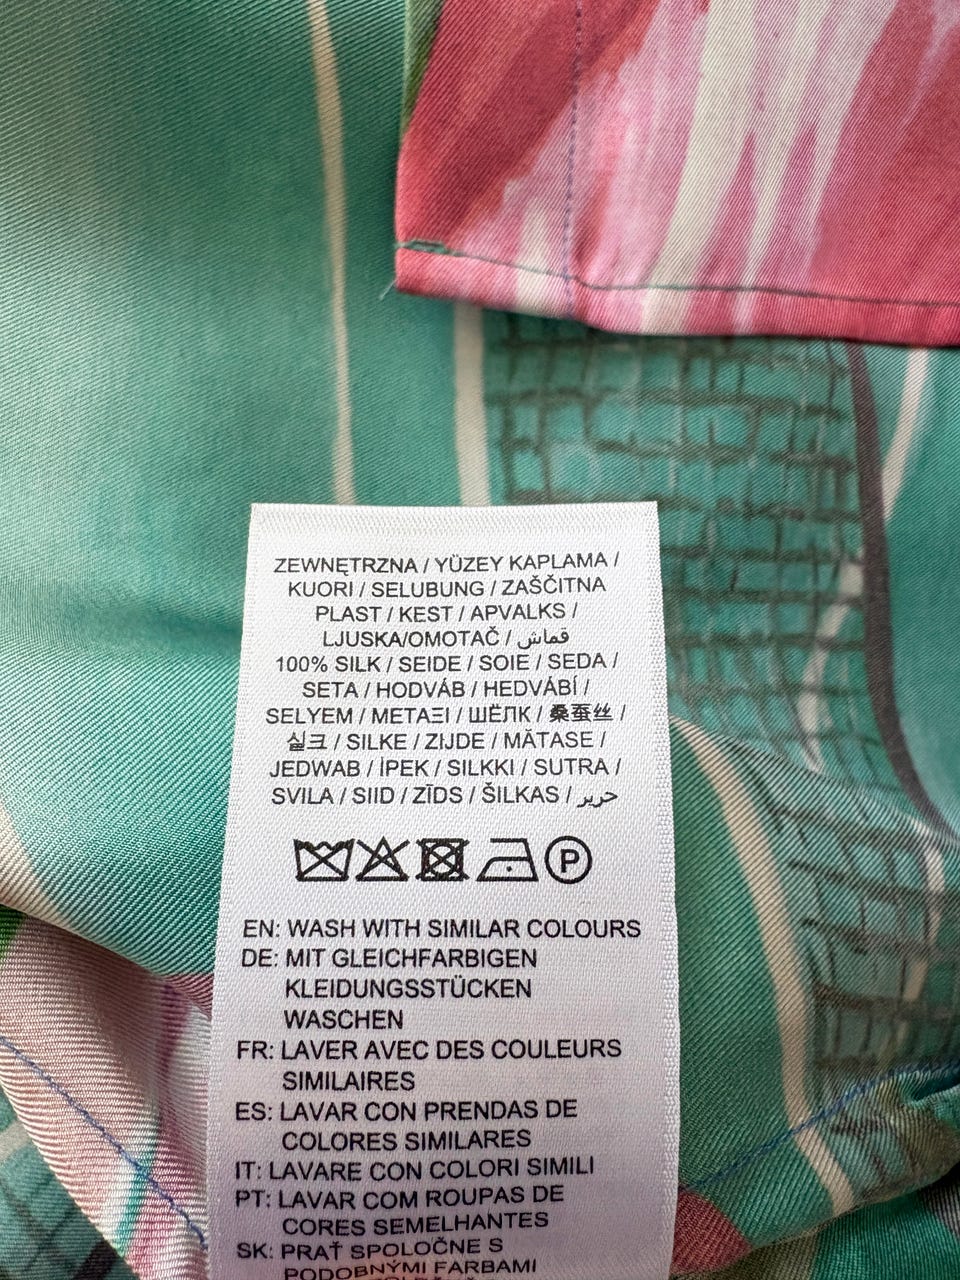 ZEWNĘTRZNA / YÜZEY KAPLAMA /
KUORI / SELUBUNG / ZAŠČITNA
PLAST / KEST / APVALKS /
LJUSKA/OMOTAČ / قماش
100% SILK / SEIDE / SOIE / SEDA /
SETA / HODVÁB / HEDVÁBÍ /
SELYEM / ΜΕΤΑΞΙ / ШЁЛК / 桑蚕丝 /
실크 / SILKE / ZIJDE / MĂTASE /
JEDWAB / İPEK / SILKKI / SUTRA /
SVILA / SIID / ZĪDS / ŠILKAS / حرير
P
EN: WASH WITH SIMILAR COLOURS
DE: MIT GLEICHFARBIGEN
KLEIDUNGSSTÜCKEN
WASCHEN
FR: LAVER AVEC DES COULEURS
SIMILAIRES
ES: LAVAR CON PRENDAS DE
COLORES SIMILARES
IT: LAVARE CON COLORI SIMILI
PT: LAVAR COM ROUPAS DE
CORES SEMELHANTES
SK: PRAŤ SPOLOČNE S
PODOBNÝMI FARBAMI